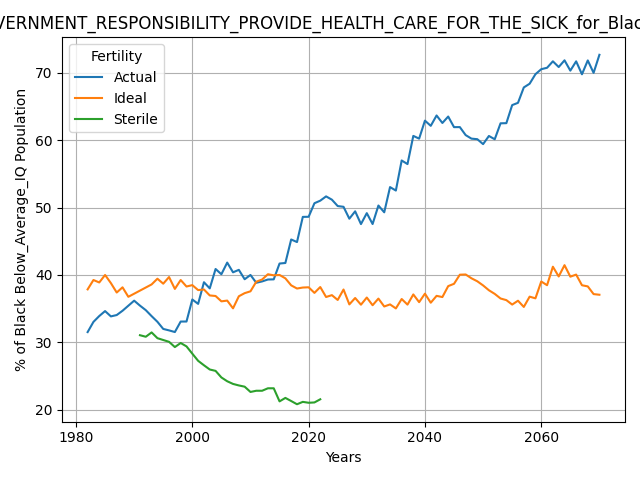 VERNMENT_RESPONSIBILITY_PROVIDE_HEALTH_CARE_FOR_THE_SICK_for_Blac
Fertility
Actual
Ideal
Sterile
% of Black Below_Average_IQ Population
70
60
50
40
30
20
1980 2000 2020 2040 2060
Years